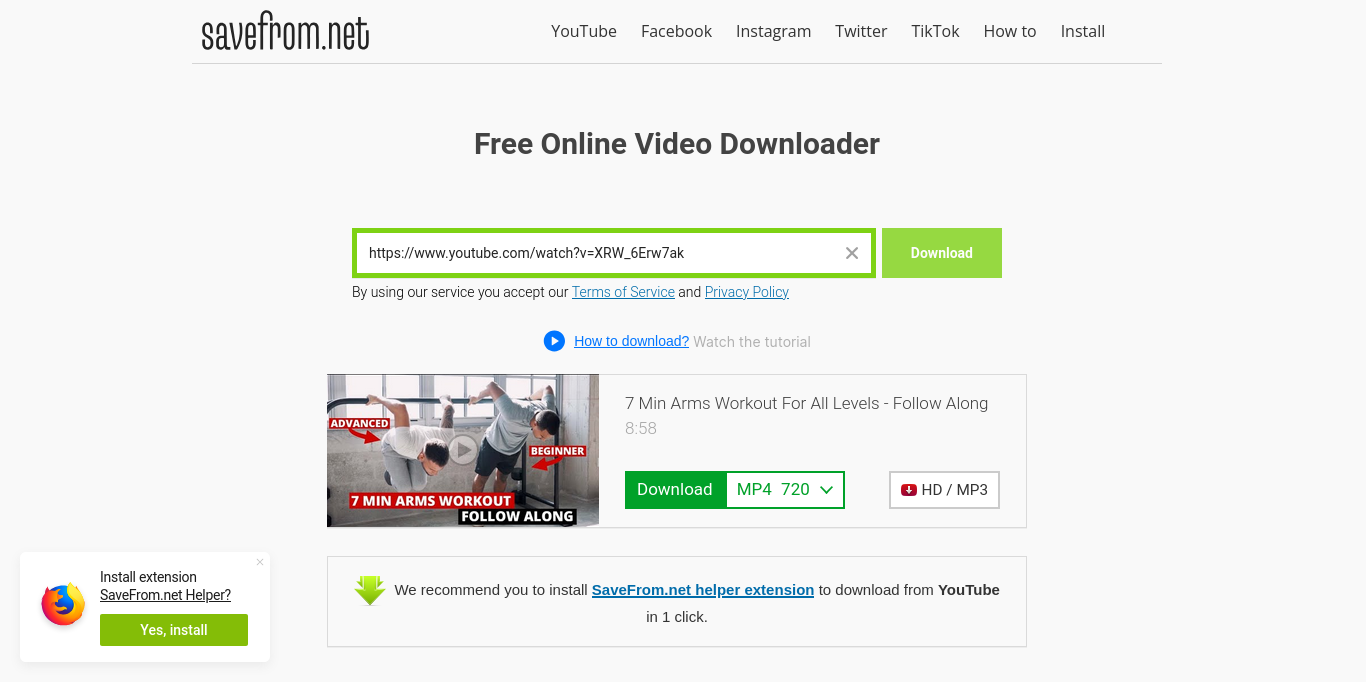 savefrom.net
YouTube Facebook Instagram Twitter TikTok How to Install
Free Online Video Downloader
https://www.youtube.com/watch?v=XRW_6Erw7ak
Download
By using our service you accept our Terms of Service and Privacy Policy
How to download? Watch the tutorial
ADVANCED
BEGINNER
7 MIN ARMS WORKOUT
FOLLOW ALONG
7 Min Arms Workout For All Levels - Follow Along
8:58
Download MP4 720
HD / MP3
We recommend you to install SaveFrom.net helper extension to download from YouTube
in 1 click.
Install extension
SaveFrom.net Helper?
Yes, install